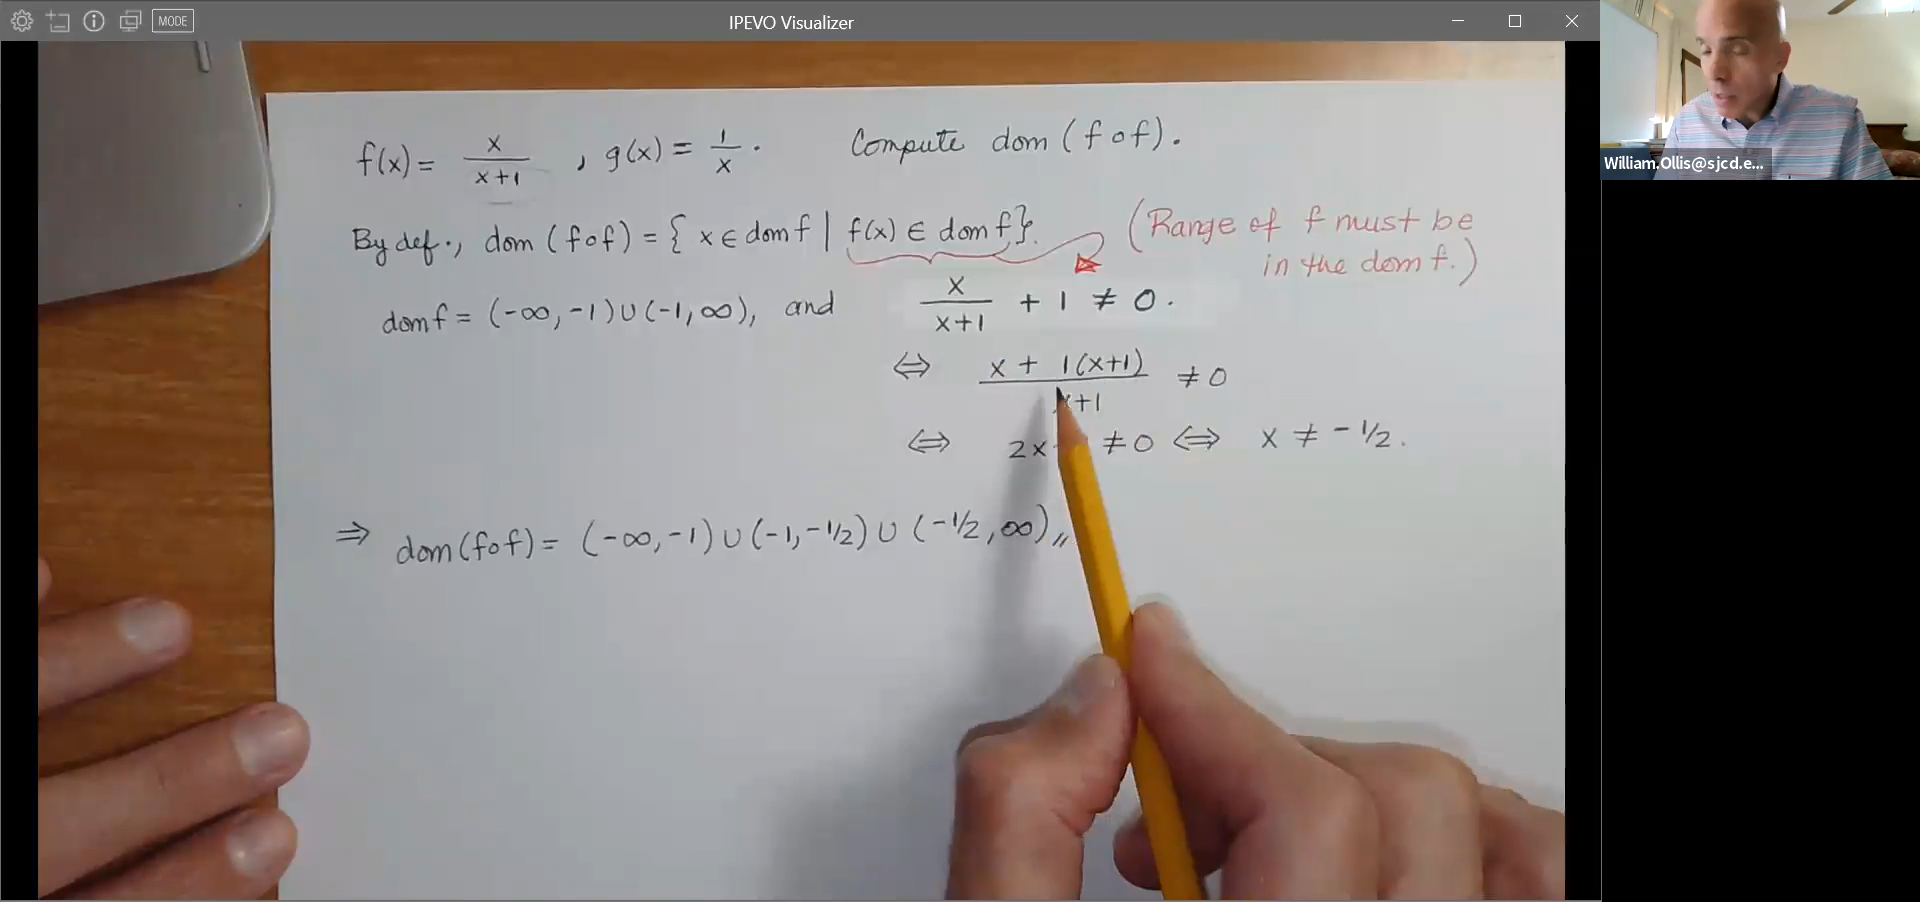 MODE
IPEVO Visualizer
William.Ollis@sjcd.e...
f(x) = x/(x+1) , g(x) = 1/x . Compute dom (f∘f).
By def., dom (f∘f) = { x ∈ dom f | f(x) ∈ dom f}.
(Range of f must be
in the dom f.)
dom f = (-∞, -1) ∪ (-1, ∞), and x/(x+1) + 1 ≠ 0.
⇔ (x + 1(x+1))/(x+1) ≠ 0
⇔ 2x ≠ 0 ⇔ x ≠ -1/2.
⇒ dom (f∘f) = (-∞, -1) ∪ (-1, -1/2) ∪ (-1/2, ∞),,